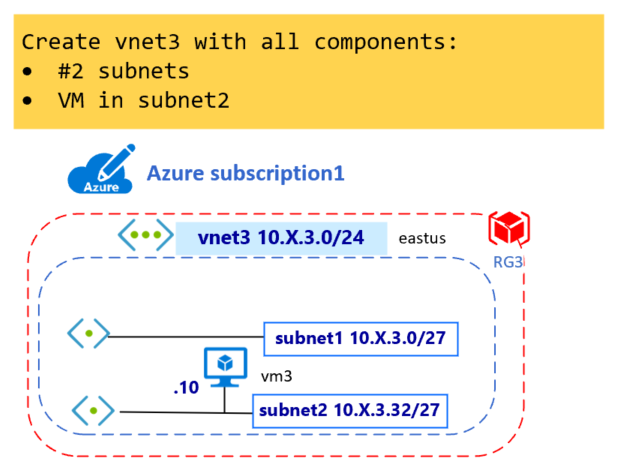 Create vnet3 with all components:
• #2 subnets
• VM in subnet2
Azure
Azure subscription1
vnet3 10.X.3.0/24
eastus
RG3
subnet1 10.X.3.0/27
vm3
.10
subnet2 10.X.3.32/27